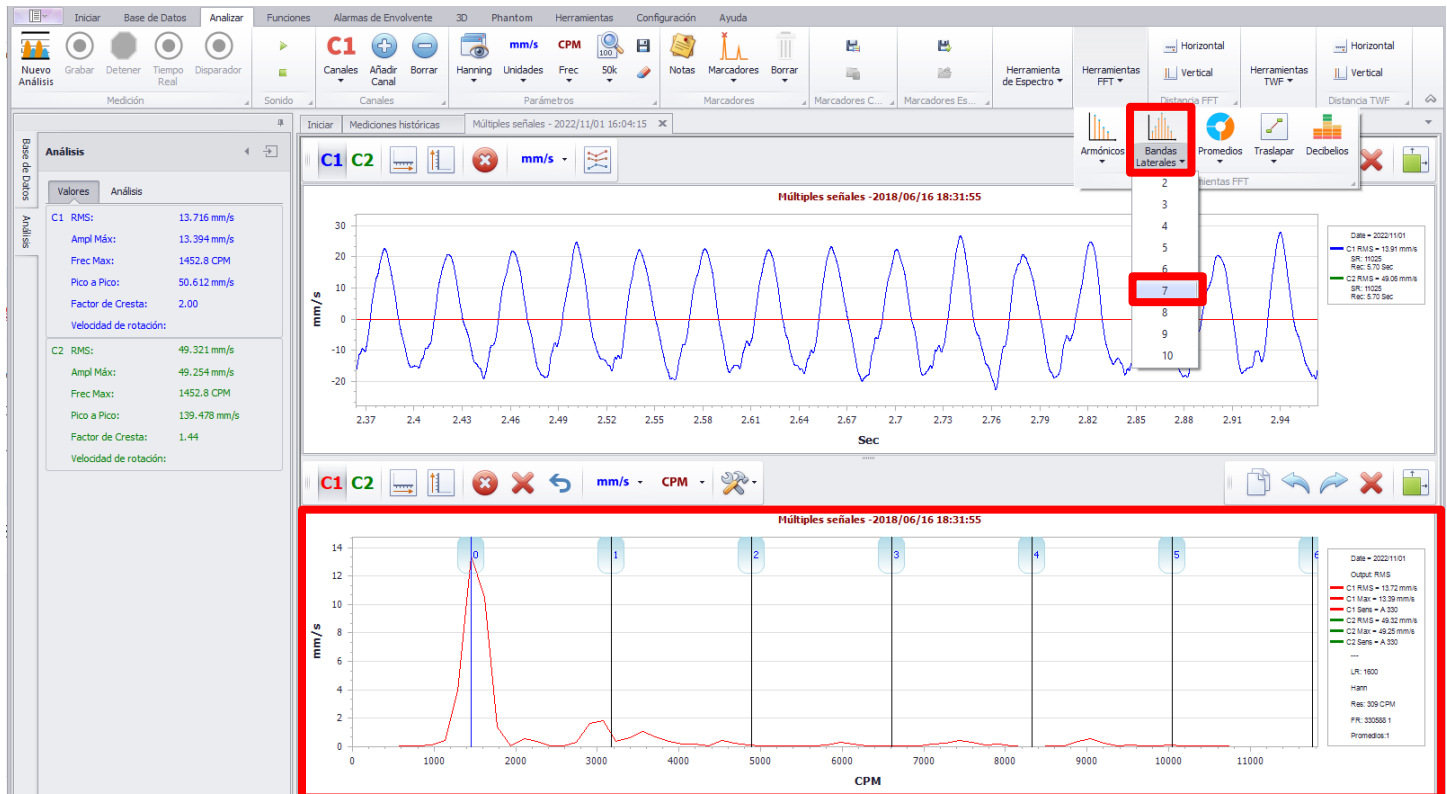 Iniciar Base de Datos Analizar Funciones Alarmas de Envolvente 3D Phantom Herramientas Configuración Ayuda
Nuevo Análisis Grabar Detener Tiempo Real Disparador
C1 Canales Añadir Canal Borrar
Hanning mm/s Unidades CPM Frec 100 50k
Notas Marcadores Borrar
Herramienta de Espectro
Herramientas FFT
Horizontal
Vertical
Herramientas TWF
Horizontal
Vertical
Medición Sonido Canales Parámetros Marcadores Marcadores C... Marcadores Es... Distancia FFT Distancia TWF
Armónicos Bandas Laterales Promedios Traslapar Decibelios
mientas FFT
2
3
4
5
6
7
8
9
10
Base de Datos
Análisis
Análisis
Valores Análisis
C1 RMS: 13.716 mm/s
Ampl Máx: 13.394 mm/s
Frec Max: 1452.8 CPM
Pico a Pico: 50.612 mm/s
Factor de Cresta: 2.00
Velocidad de rotación:
C2 RMS: 49.321 mm/s
Ampl Máx: 49.254 mm/s
Frec Max: 1452.8 CPM
Pico a Pico: 139.478 mm/s
Factor de Cresta: 1.44
Velocidad de rotación:
Iniciar Mediciones históricas Múltiples señales - 2022/11/01 16:04:15
C1 C2 mm/s
Múltiples señales -2018/06/16 18:31:55
30
20
10
0
-10
-20
mm/s
2.37 2.4 2.43 2.46 2.49 2.52 2.55 2.58 2.61 2.64 2.67 2.7 2.73 2.76 2.79 2.82 2.85 2.88 2.91 2.94
Sec
Date = 2022/11/01
C1 RMS = 13.91 mm/s
SR: 11025
Rec: 5.70 Sec
C2 RMS = 49.06 mm/s
SR: 11025
Rec: 5.70 Sec
C1 C2 mm/s CPM
Múltiples señales -2018/06/16 18:31:55
0 1 2 3 4 5 6
14
12
10
8
6
4
2
0
mm/s
0 1000 2000 3000 4000 5000 6000 7000 8000 9000 10000 11000
CPM
Date = 2022/11/01
Output: RMS
C1 RMS = 13.72 mm/s
C1 Max = 13.39 mm/s
C1 Sens = A 330
C2 RMS = 49.32 mm/s
C2 Max = 49.25 mm/s
C2 Sens = A 330
---
LR: 1600
Hann
Res: 309 CPM
FR: 330588 1
Promedios:1